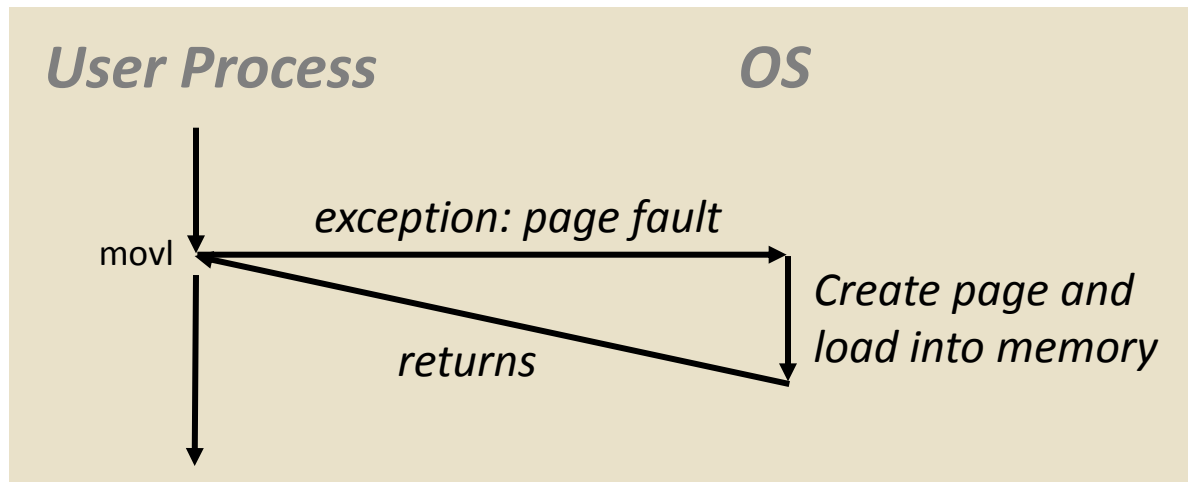 User Process
OS
exception: page fault
movl
Create page and
load into memory
returns